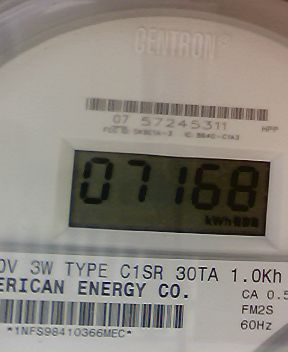 CENTRON®
07 57245311
HPP
07168
kWh
0V 3W TYPE C1SR 30TA 1.0Kh
ERICAN ENERGY CO.
CA 0.5
FM2S
*1NFS98410366MEC*
60Hz